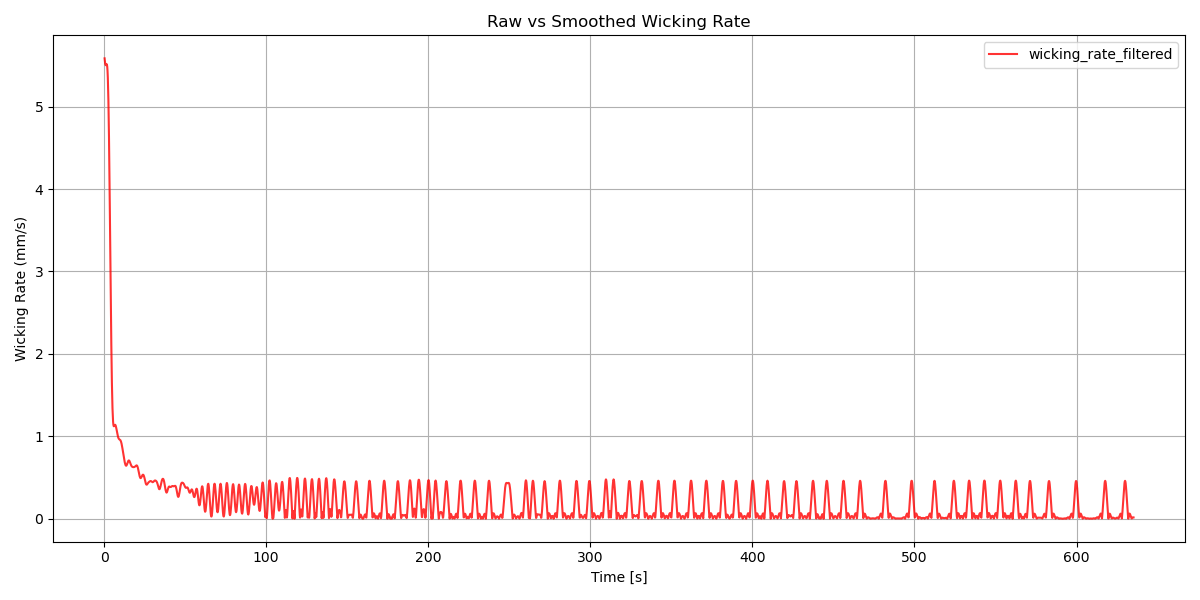 Raw vs Smoothed Wicking Rate
wicking_rate_filtered
Wicking Rate (mm/s)
5
4
3
2
1
0
0 100 200 300 400 500 600
Time [s]